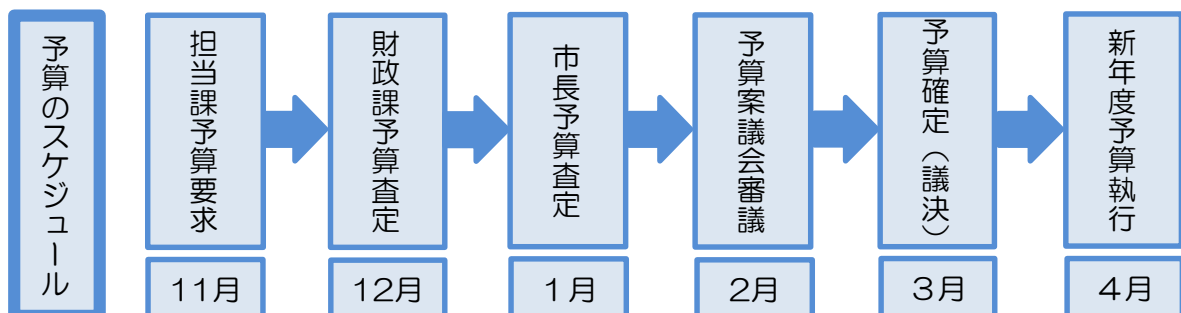 予算のスケジュール
担当課予算要求
財政課予算査定
市長予算査定
予算案議会審議
予算確定（議決）
新年度予算執行
11月
12月
１月
2月
３月
４月